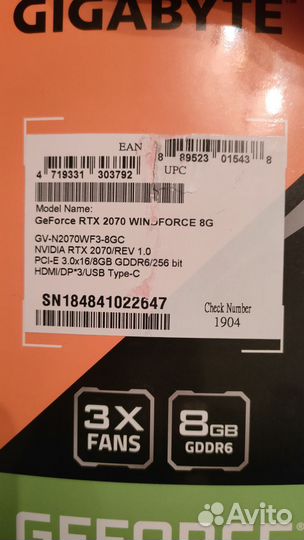 GIGABYTE™
EAN
4 719331 303792
8 89523 01543 8
UPC
Model Name:
GeForce RTX 2070 WINDFORCE 8G
GV-N2070WF3-8GC
NVIDIA RTX 2070/REV 1.0
PCI-E 3.0x16/8GB GDDR6/256 bit
HDMI/DP*3/USB Type-C
SN184841022647
Check Number
1904
3X
FANS
8GB
GDDR6
GEFORCE
Avito